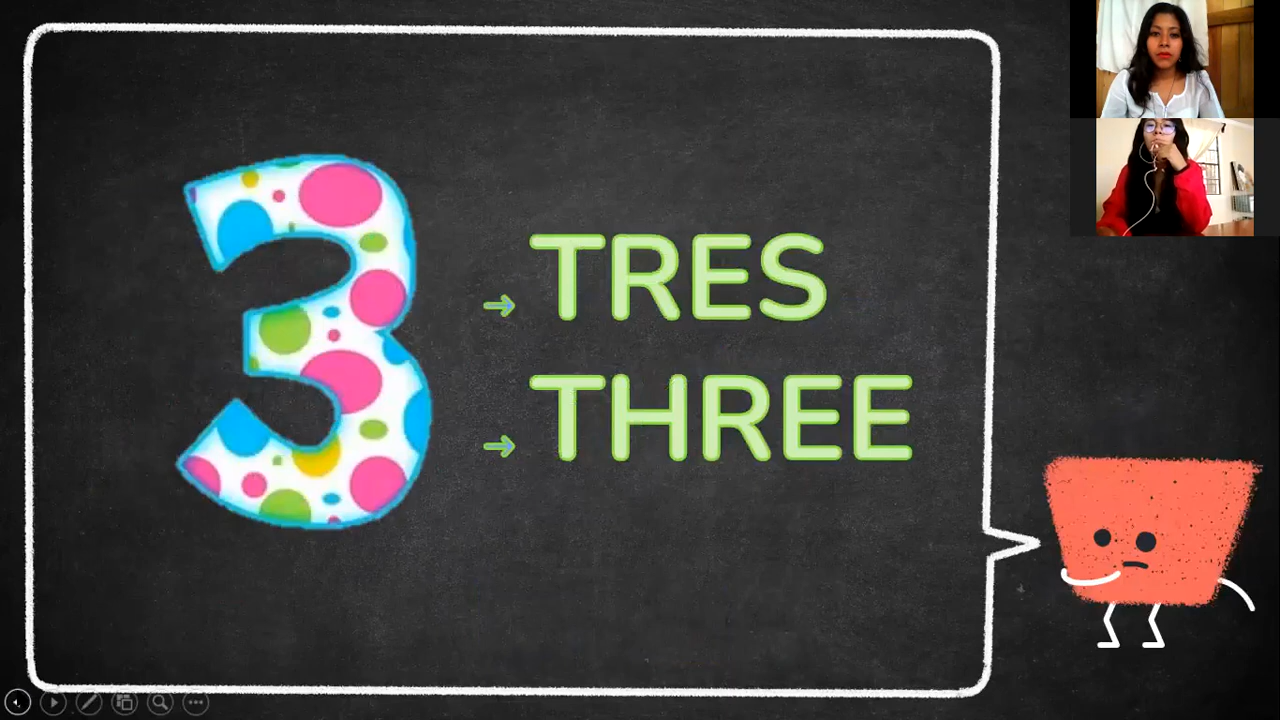 3
→ TRES
→ THREE